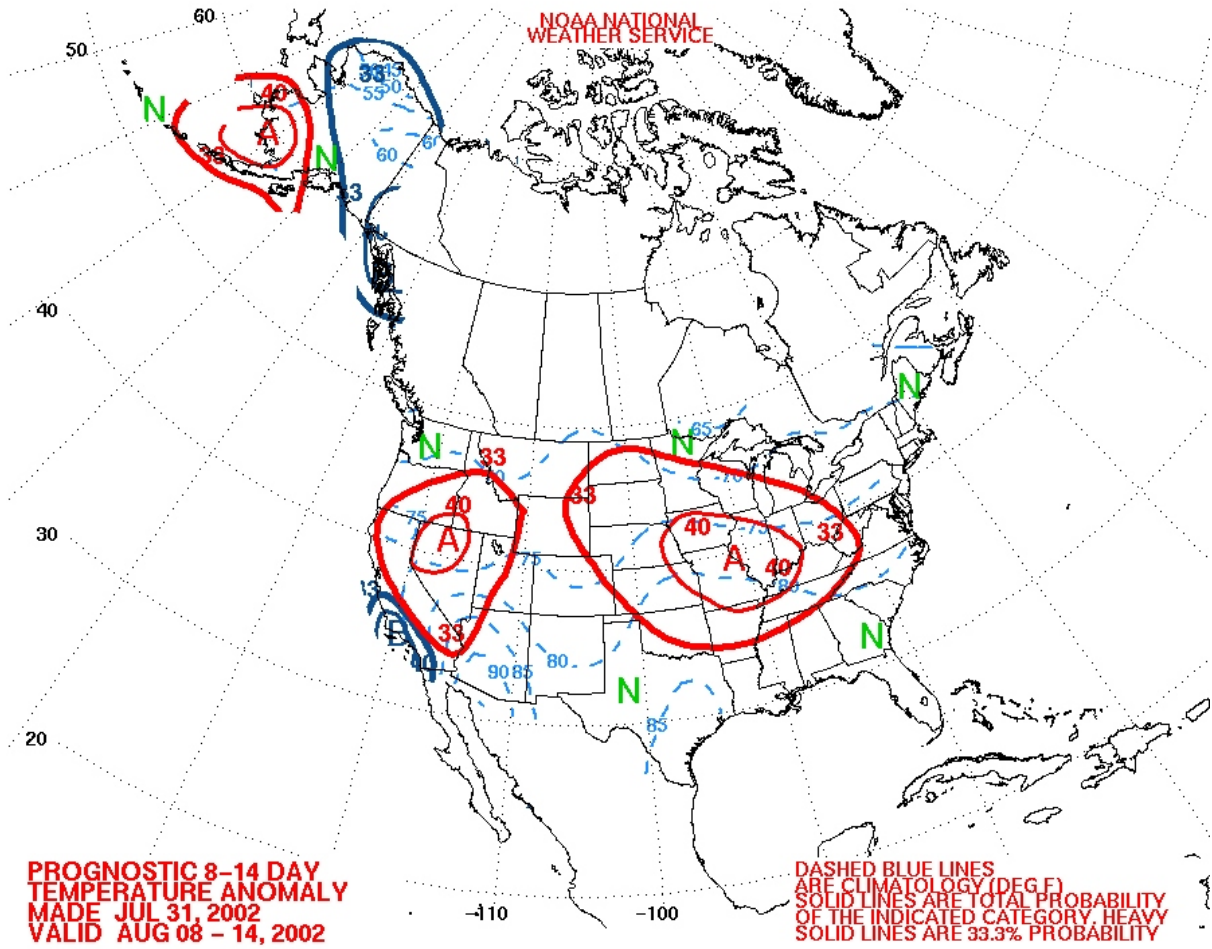 NOAA NATIONAL
WEATHER SERVICE
60
50
40
30
20
N
40
A
N
33
55
50
60
33
N
33
40
A
75
33
B
33
40
N
65
70
33
40
A
75
40
33
80
N
N
75
90
85
80
N
85
-110
-100
PROGNOSTIC 8-14 DAY
TEMPERATURE ANOMALY
MADE JUL 31, 2002
VALID AUG 08 - 14, 2002
DASHED BLUE LINES
ARE CLIMATOLOGY (DEG F)
SOLID LINES ARE TOTAL PROBABILITY
OF THE INDICATED CATEGORY. HEAVY
SOLID LINES ARE 33.3% PROBABILITY